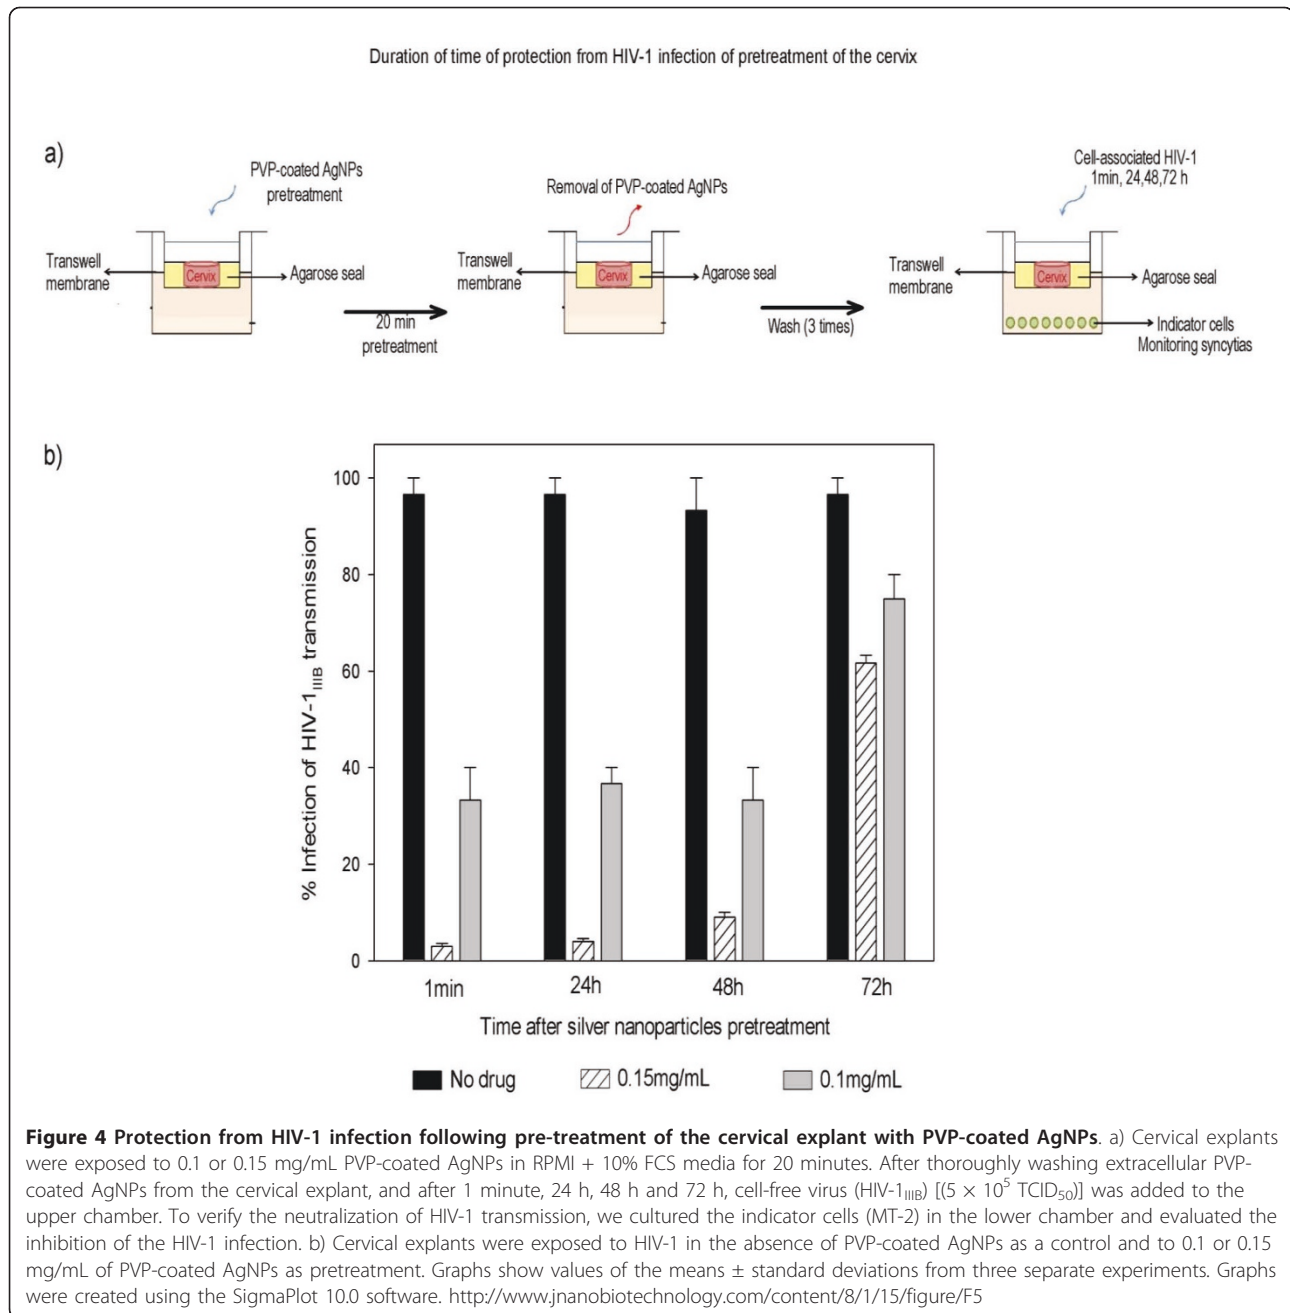 Duration of time of protection from HIV-1 infection of pretreatment of the cervix
a)
PVP-coated AgNPs
pretreatment
Transwell
membrane
Cervix
Agarose seal
20 min
pretreatment
Removal of PVP-coated AgNPs
Transwell
membrane
Cervix
Agarose seal
Wash (3 times)
Cell-associated HIV-1
1min, 24,48,72 h
Transwell
membrane
Cervix
Agarose seal
Indicator cells
Monitoring syncytias
b)
% Infection of HIV-1IIIB transmission
100
80
60
40
20
0
1min 24h 48h 72h
Time after silver nanoparticles pretreatment
No drug 0.15mg/mL 0.1mg/mL
Figure 4 Protection from HIV-1 infection following pre-treatment of the cervical explant with PVP-coated AgNPs. a) Cervical explants
were exposed to 0.1 or 0.15 mg/mL PVP-coated AgNPs in RPMI + 10% FCS media for 20 minutes. After thoroughly washing extracellular PVP-
coated AgNPs from the cervical explant, and after 1 minute, 24 h, 48 h and 72 h, cell-free virus (HIV-1IIIB) [(5 × 10⁵ TCID₅₀)] was added to the
upper chamber. To verify the neutralization of HIV-1 transmission, we cultured the indicator cells (MT-2) in the lower chamber and evaluated the
inhibition of the HIV-1 infection. b) Cervical explants were exposed to HIV-1 in the absence of PVP-coated AgNPs as a control and to 0.1 or 0.15
mg/mL of PVP-coated AgNPs as pretreatment. Graphs show values of the means ± standard deviations from three separate experiments. Graphs
were created using the SigmaPlot 10.0 software. http://www.jnanobiotechnology.com/content/8/1/15/figure/F5